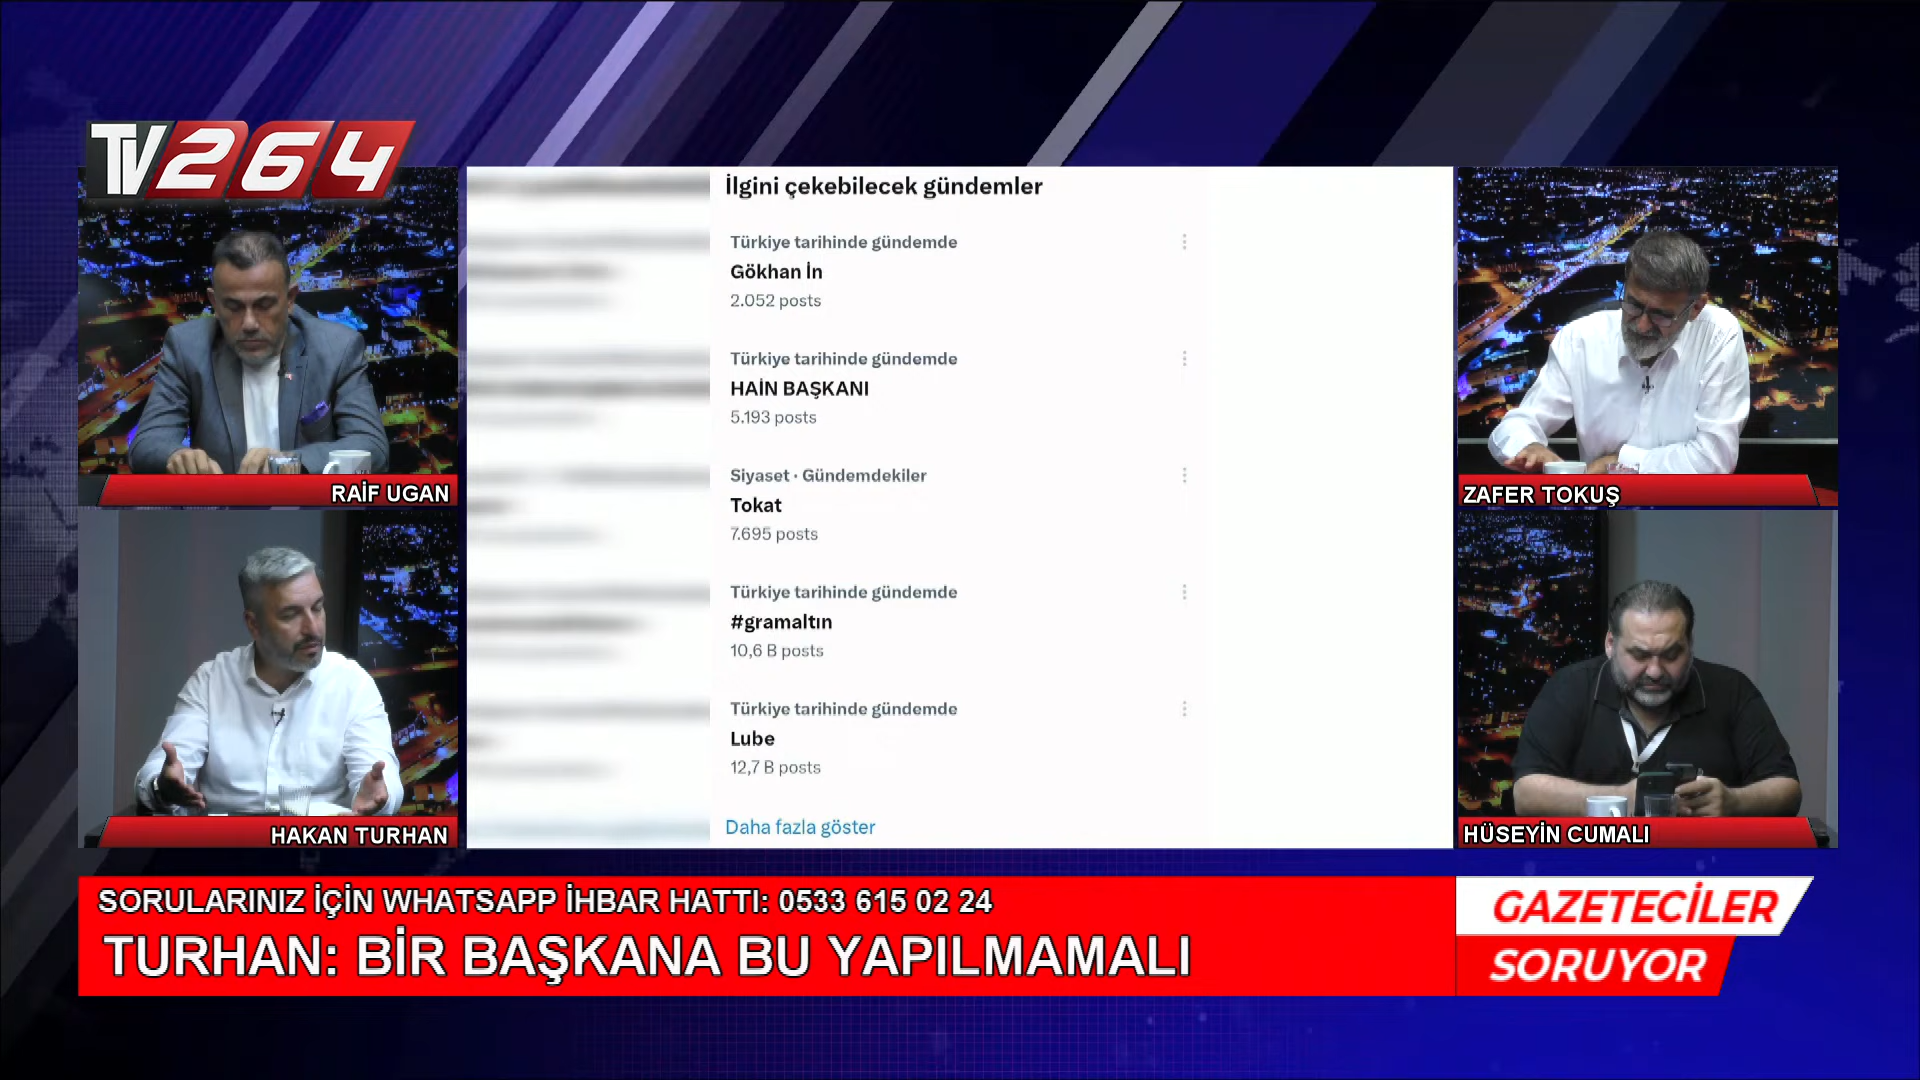 TV264
İlgini çekebilecek gündemler
Türkiye tarihinde gündemde
Gökhan İn
2.052 posts
Türkiye tarihinde gündemde
HAİN BAŞKANI
5.193 posts
Siyaset · Gündemdekiler
Tokat
7.695 posts
Türkiye tarihinde gündemde
#gramaltın
10,6 B posts
Türkiye tarihinde gündemde
Lube
12,7 B posts
Daha fazla göster
RAİF UGAN
ZAFER TOKUŞ
HAKAN TURHAN
HÜSEYİN CUMALI
SORULARINIZ İÇİN WHATSAPP İHBAR HATTI: 0533 615 02 24
TURHAN: BİR BAŞKANA BU YAPILMAMALI
GAZETECİLER
SORUYOR